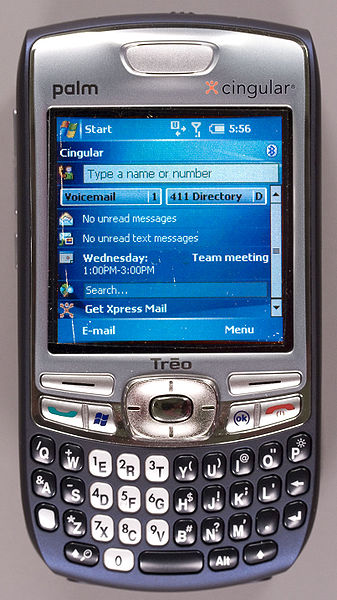 palm cingular
Start 5:56
Cingular
Type a name or number
Voicemail 1 411 Directory D
No unread messages
No unread text messages
Wednesday: Team meeting
1:00PM-3:00PM
Search...
Get Xpress Mail
E-mail Menu
Trēo
ok
/ Q + W 1 E 2 R 3 T ( Y ) U @ I " O P
& A - S 4 D 5 F 6 G $ H ! J : K ' L
* Z 7 X 8 C 9 V # B ? N , M .
0 Alt